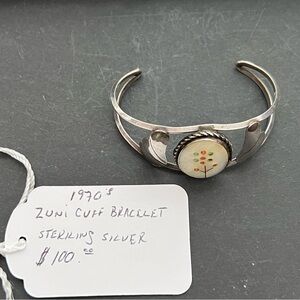 1970's
ZUNI CUFF BRACELET
STERLING SILVER
$100.00